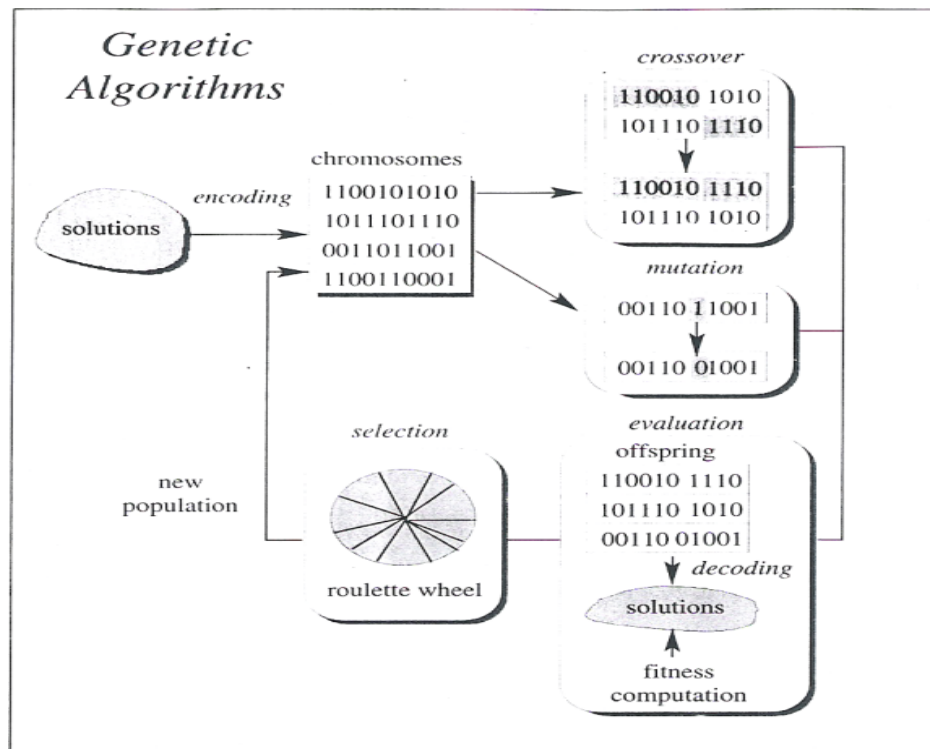 Genetic
Algorithms
solutions
encoding
chromosomes
1100101010
1011101110
0011011001
1100110001
crossover
110010 1010
101110 1110
110010 1110
101110 1010
mutation
00110 1 1001
00110 01001
evaluation
offspring
110010 1110
101110 1010
00110 01001
decoding
solutions
fitness
computation
selection
roulette wheel
new
population